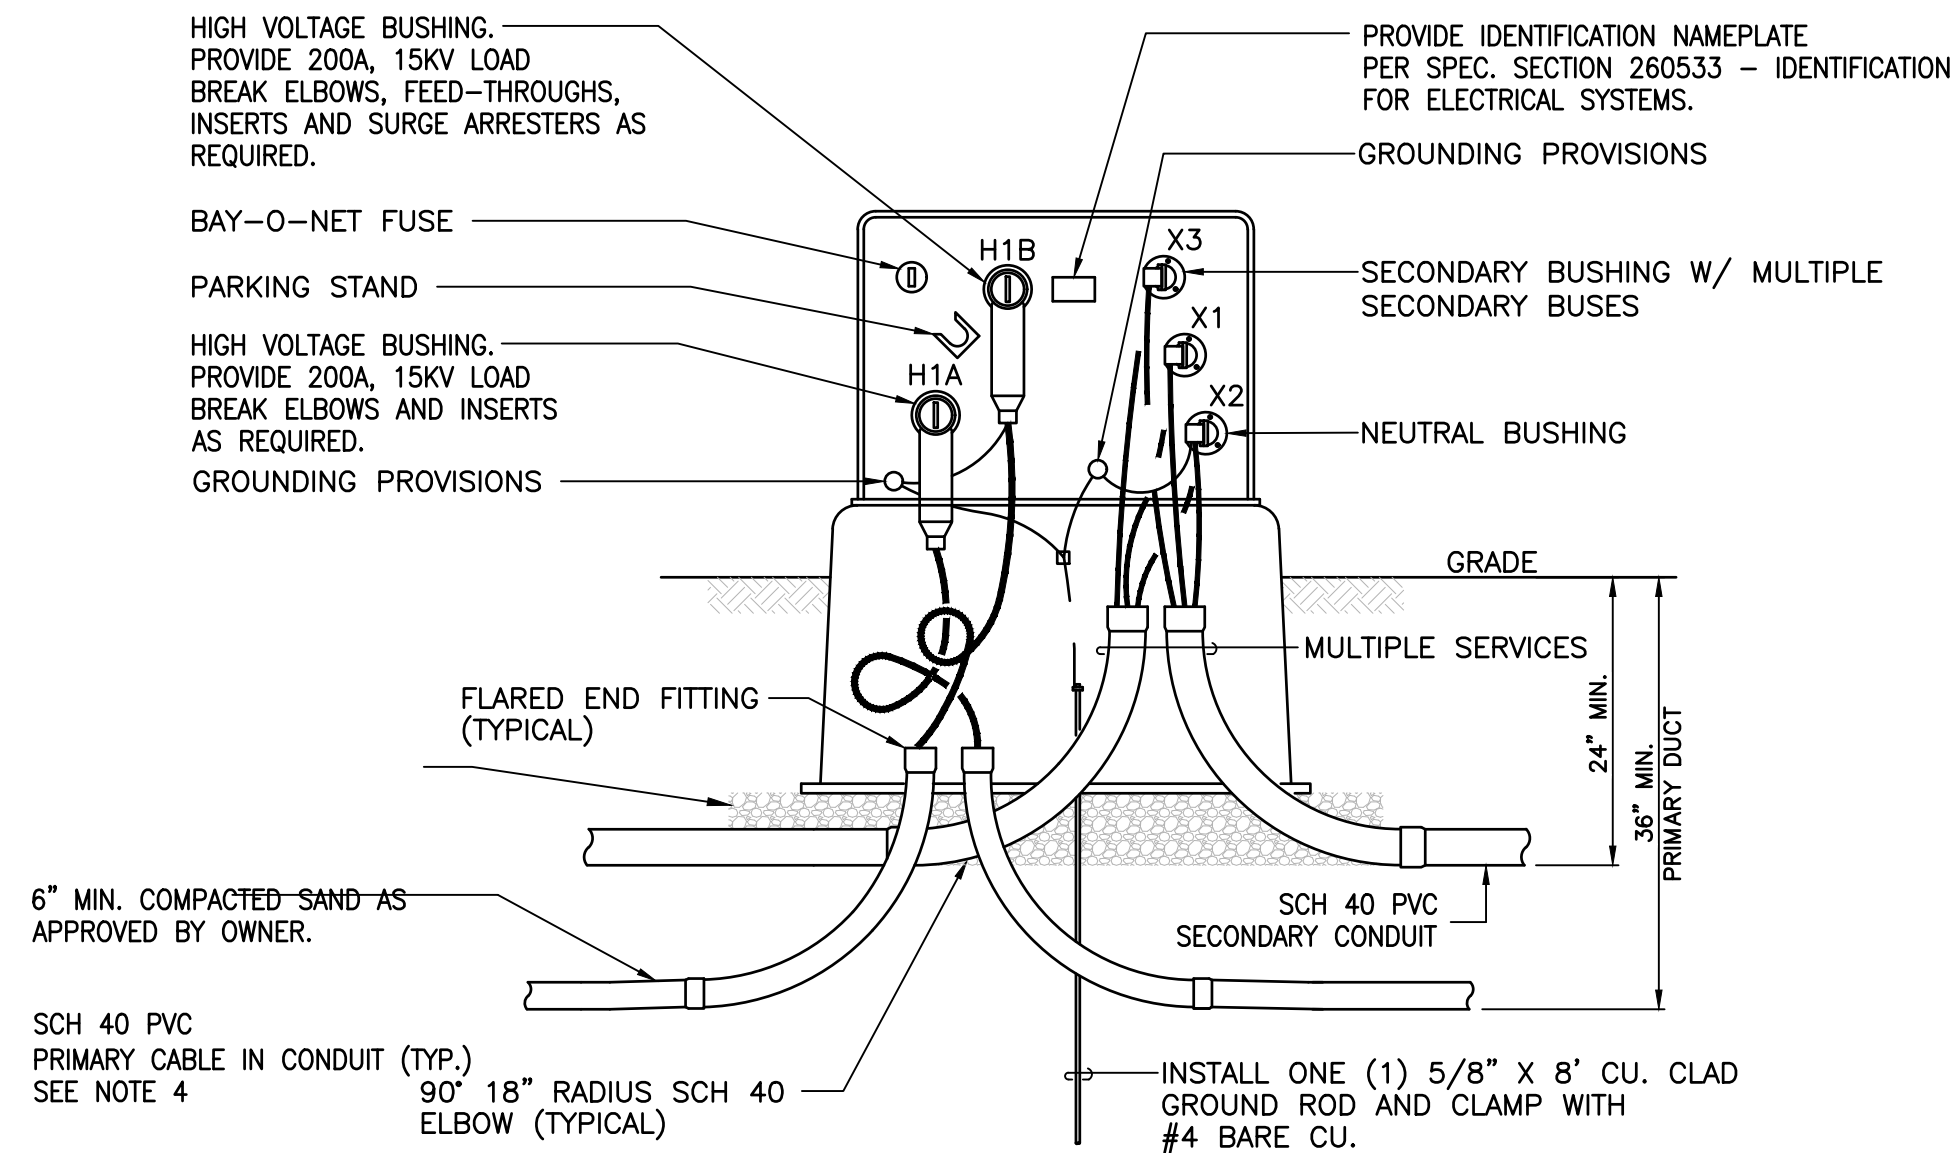 HIGH VOLTAGE BUSHING.
PROVIDE 200A, 15KV LOAD
BREAK ELBOWS, FEED-THROUGHS,
INSERTS AND SURGE ARRESTERS AS
REQUIRED.
PROVIDE IDENTIFICATION NAMEPLATE
PER SPEC. SECTION 260533 - IDENTIFICATION
FOR ELECTRICAL SYSTEMS.
GROUNDING PROVISIONS
BAY-O-NET FUSE
PARKING STAND
HIGH VOLTAGE BUSHING.
PROVIDE 200A, 15KV LOAD
BREAK ELBOWS AND INSERTS
AS REQUIRED.
GROUNDING PROVISIONS
H1B
H1A
X3
X1
X2
SECONDARY BUSHING W/ MULTIPLE
SECONDARY BUSES
NEUTRAL BUSHING
GRADE
MULTIPLE SERVICES
FLARED END FITTING
(TYPICAL)
24" MIN.
36" MIN.
PRIMARY DUCT
6" MIN. COMPACTED SAND AS
APPROVED BY OWNER.
SCH 40 PVC
SECONDARY CONDUIT
SCH 40 PVC
PRIMARY CABLE IN CONDUIT (TYP.)
SEE NOTE 4
90° 18" RADIUS SCH 40
ELBOW (TYPICAL)
INSTALL ONE (1) 5/8" X 8' CU. CLAD
GROUND ROD AND CLAMP WITH
#4 BARE CU.